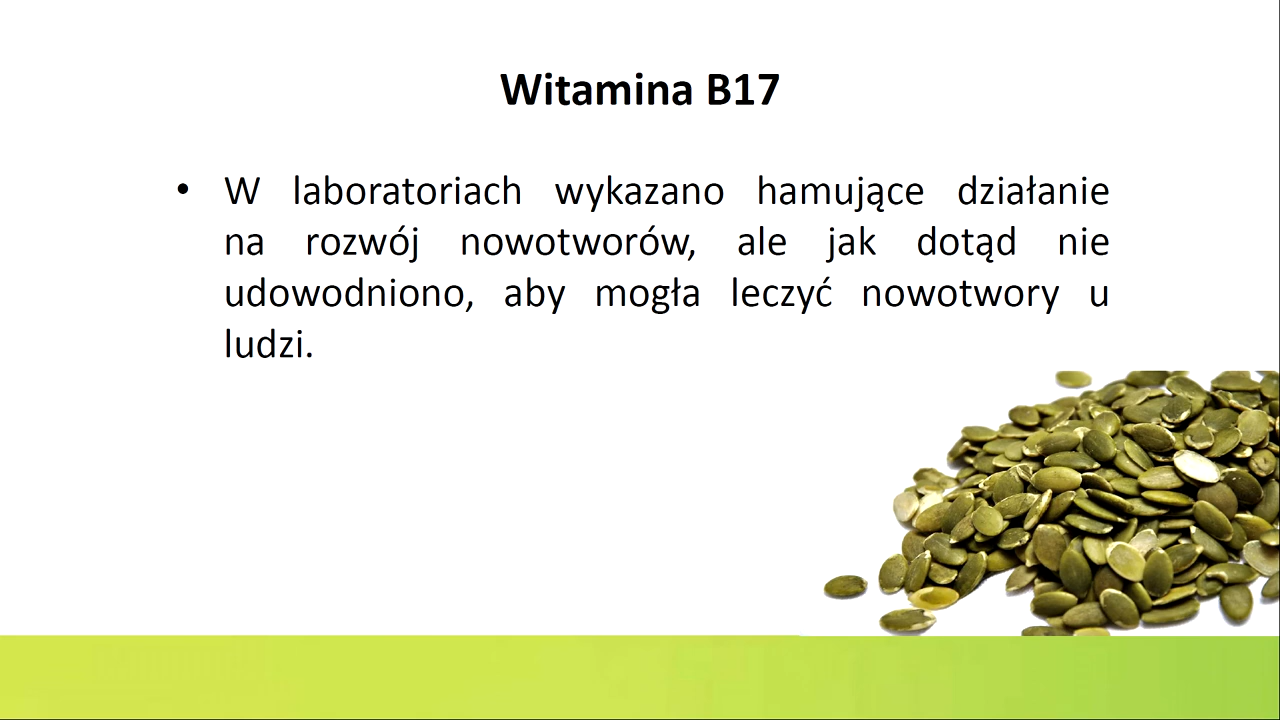 Witamina B17
• W laboratoriach wykazano hamujące działanie
na rozwój nowotworów, ale jak dotąd nie
udowodniono, aby mogła leczyć nowotwory u
ludzi.